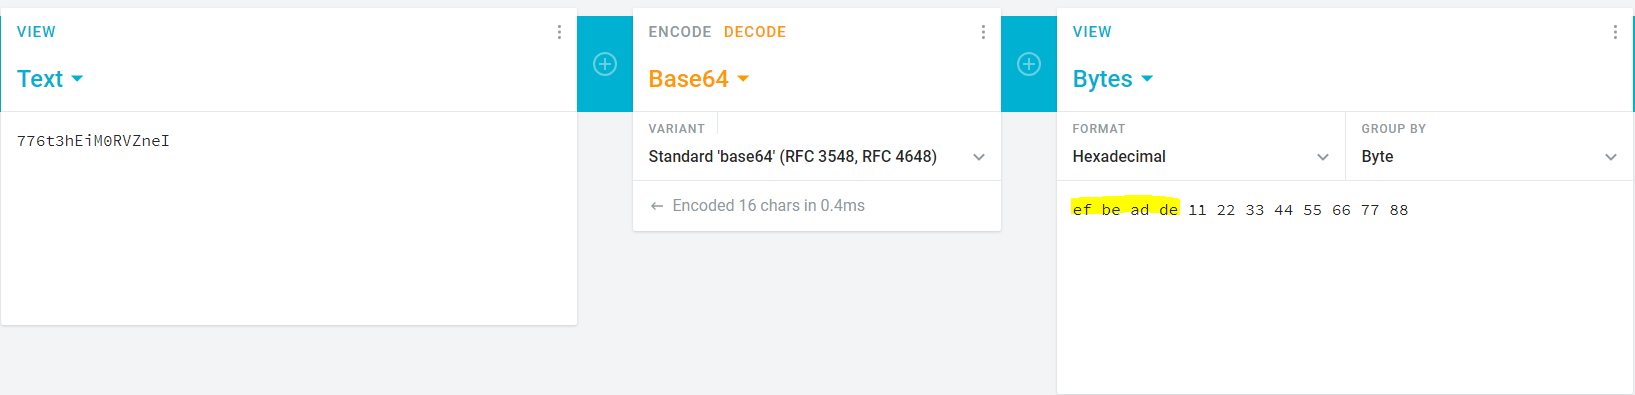 VIEW
Text
776t3hEiM0RVZneI
ENCODE DECODE
Base64
VARIANT
Standard 'base64' (RFC 3548, RFC 4648)
← Encoded 16 chars in 0.4ms
VIEW
Bytes
FORMAT
Hexadecimal
GROUP BY
Byte
ef be ad de 11 22 33 44 55 66 77 88